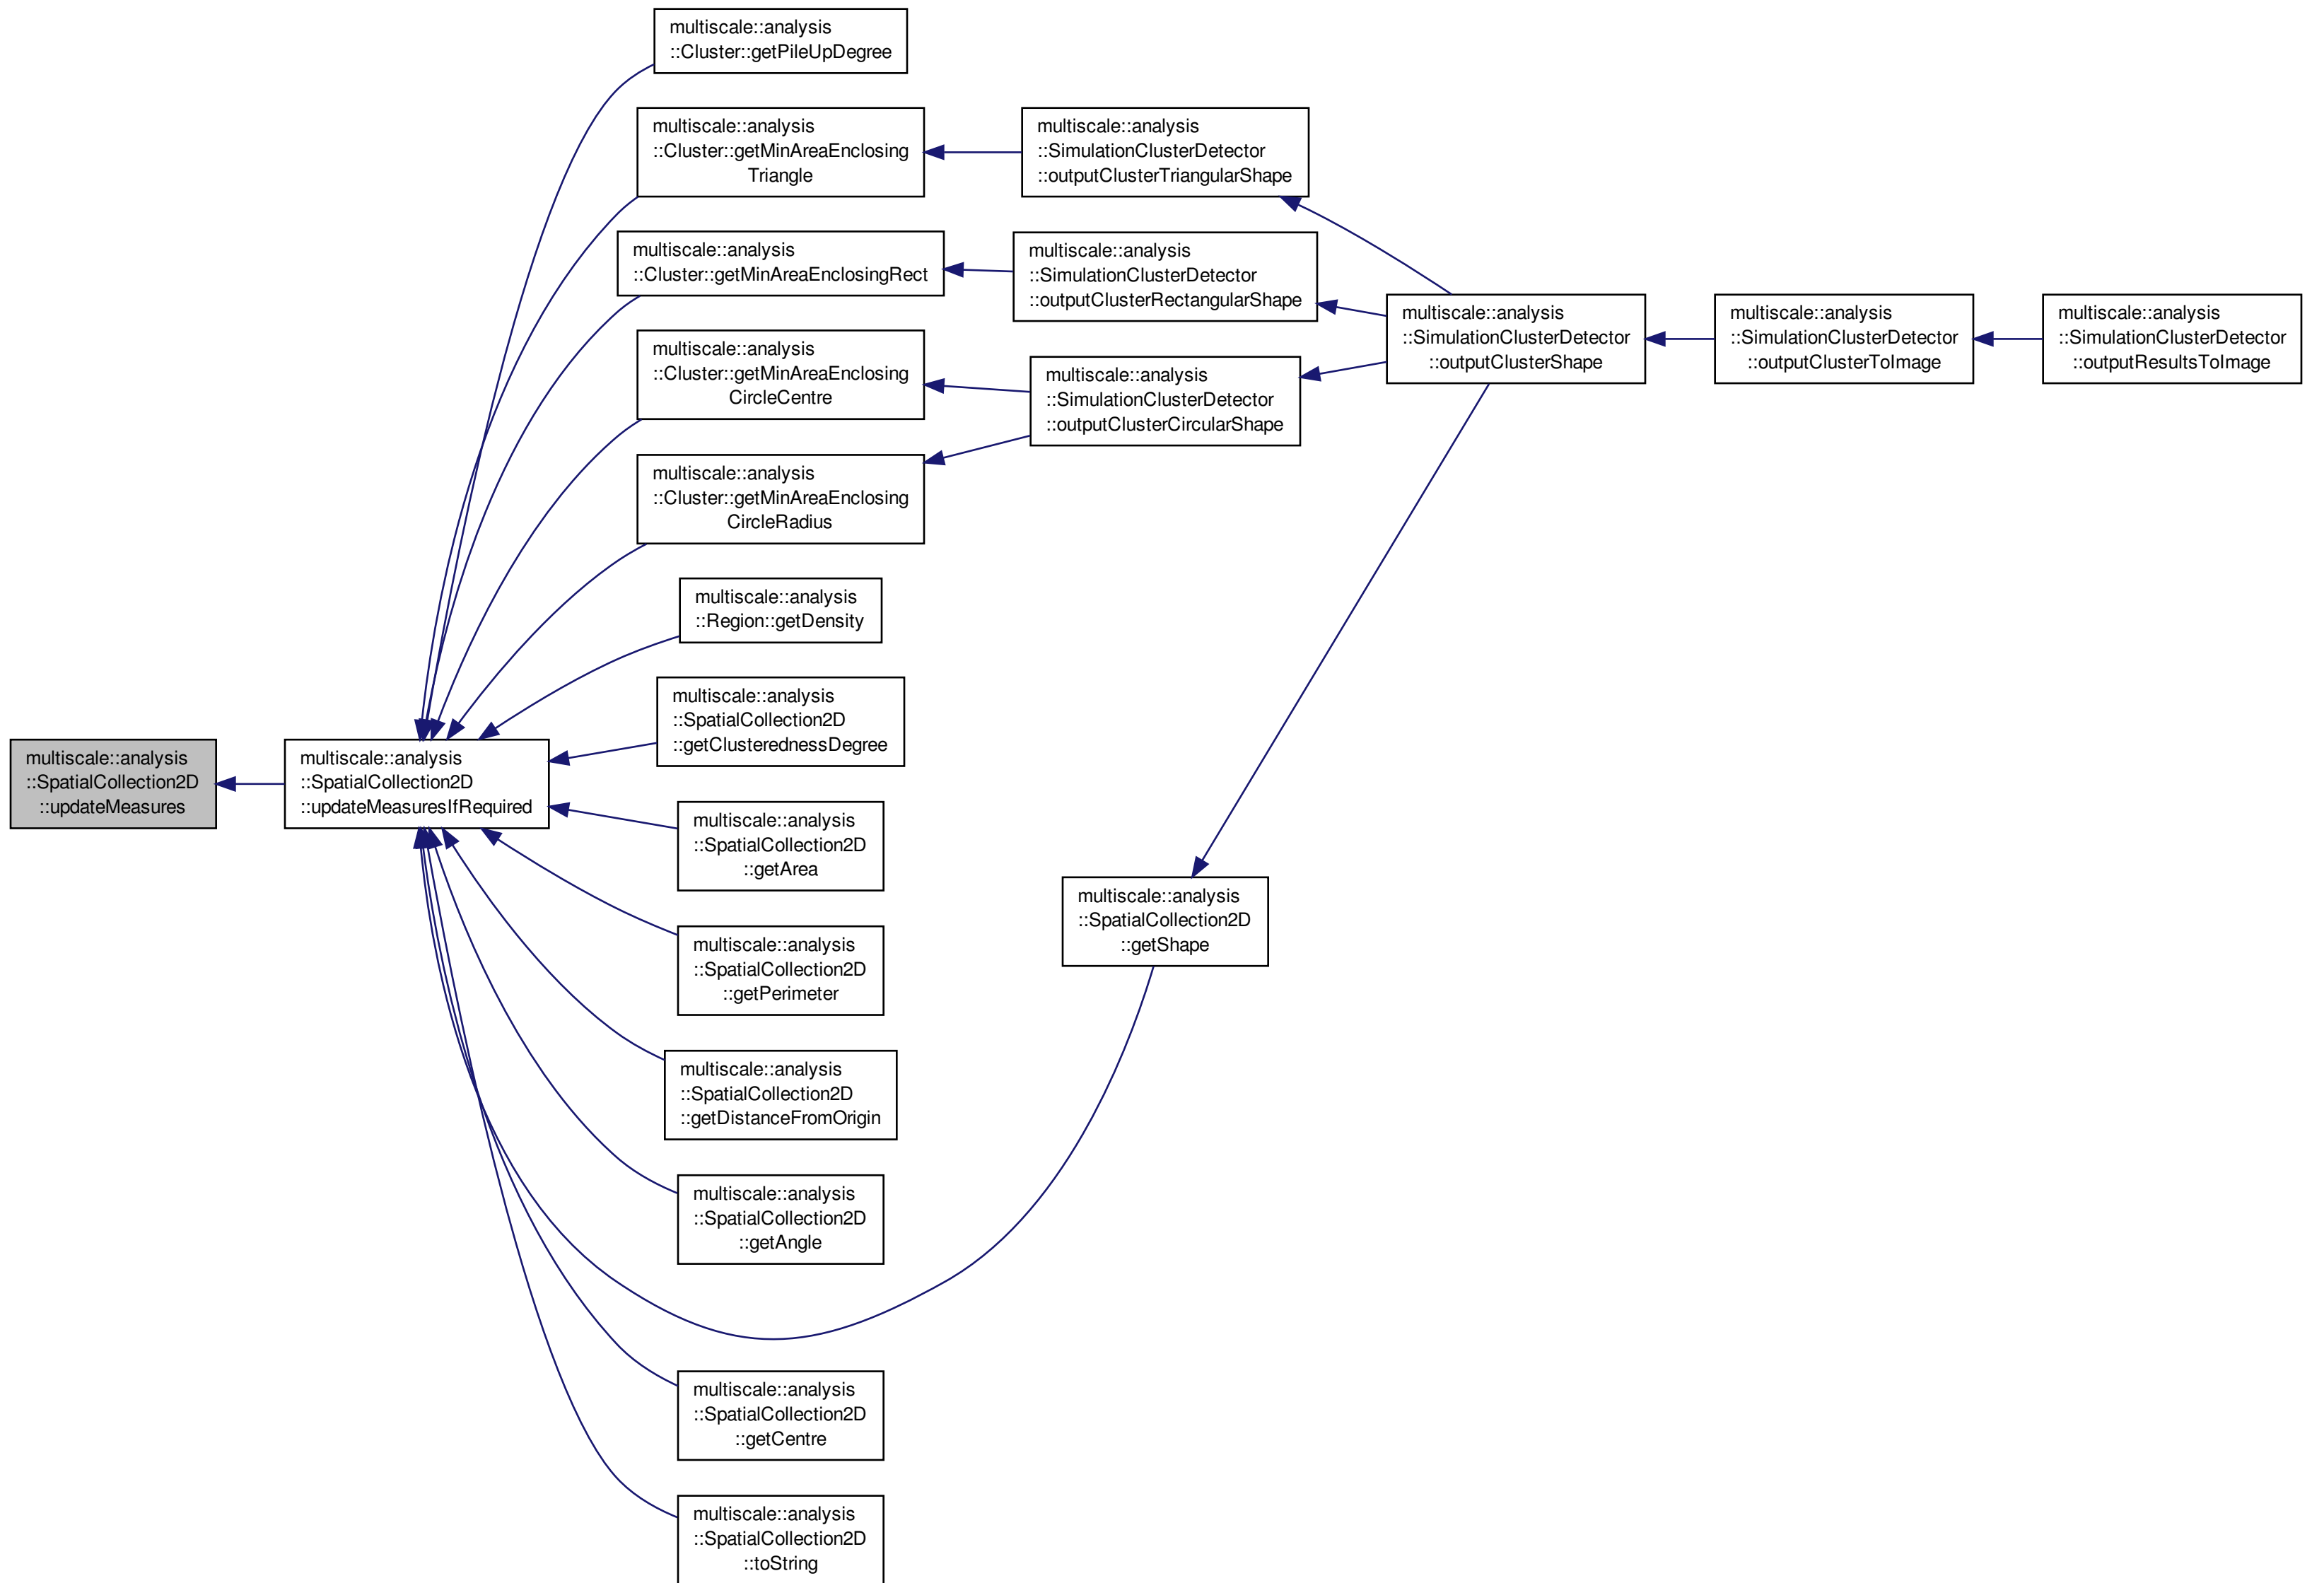 multiscale::analysis
::Cluster::getPileUpDegree
multiscale::analysis
::Cluster::getMinAreaEnclosing
Triangle
multiscale::analysis
::SimulationClusterDetector
::outputClusterTriangularShape
multiscale::analysis
::Cluster::getMinAreaEnclosingRect
multiscale::analysis
::SimulationClusterDetector
::outputClusterRectangularShape
multiscale::analysis
::Cluster::getMinAreaEnclosing
CircleCentre
multiscale::analysis
::SimulationClusterDetector
::outputClusterCircularShape
multiscale::analysis
::SimulationClusterDetector
::outputClusterShape
multiscale::analysis
::SimulationClusterDetector
::outputClusterToImage
multiscale::analysis
::SimulationClusterDetector
::outputResultsToImage
multiscale::analysis
::Cluster::getMinAreaEnclosing
CircleRadius
multiscale::analysis
::Region::getDensity
multiscale::analysis
::SpatialCollection2D
::getClusterednessDegree
multiscale::analysis
::SpatialCollection2D
::updateMeasures
multiscale::analysis
::SpatialCollection2D
::updateMeasuresIfRequired
multiscale::analysis
::SpatialCollection2D
::getArea
multiscale::analysis
::SpatialCollection2D
::getShape
multiscale::analysis
::SpatialCollection2D
::getPerimeter
multiscale::analysis
::SpatialCollection2D
::getDistanceFromOrigin
multiscale::analysis
::SpatialCollection2D
::getAngle
multiscale::analysis
::SpatialCollection2D
::getCentre
multiscale::analysis
::SpatialCollection2D
::toString